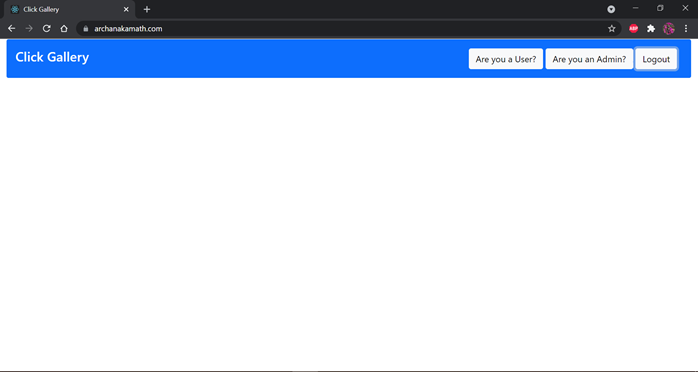 Click Gallery
archanakamath.com
ABP
Click Gallery
Are you a User?
Are you an Admin?
Logout